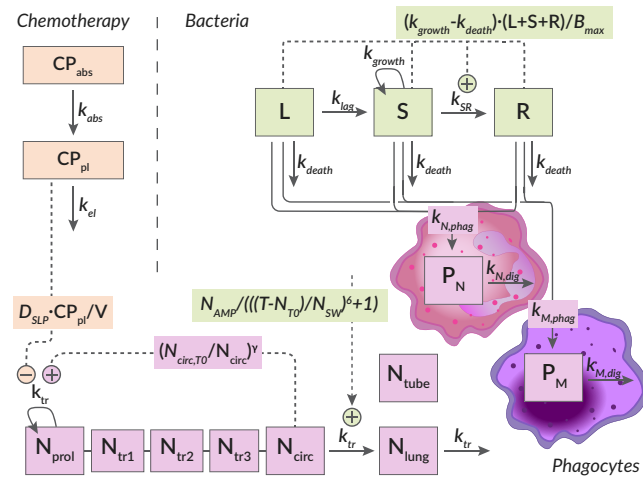 Chemotherapy
Bacteria
(kgrowth-kdeath)·(L+S+R)/Bmax
CPabs
kabs
CPpl
kel
kgrowth
L
klag
S
kSR
R
kdeath
kdeath
kdeath
kN,phag
PN
kN,dig
DSLP·CPpl/V
NAMP/(((T-NT0)/NSW)⁶+1)
kM,phag
(Ncirc,T0/Ncirc)ᵞ
Ntube
PM
kM,dig
ktr
Nprol
Ntr1
Ntr2
Ntr3
Ncirc
ktr
Nlung
ktr
Phagocytes